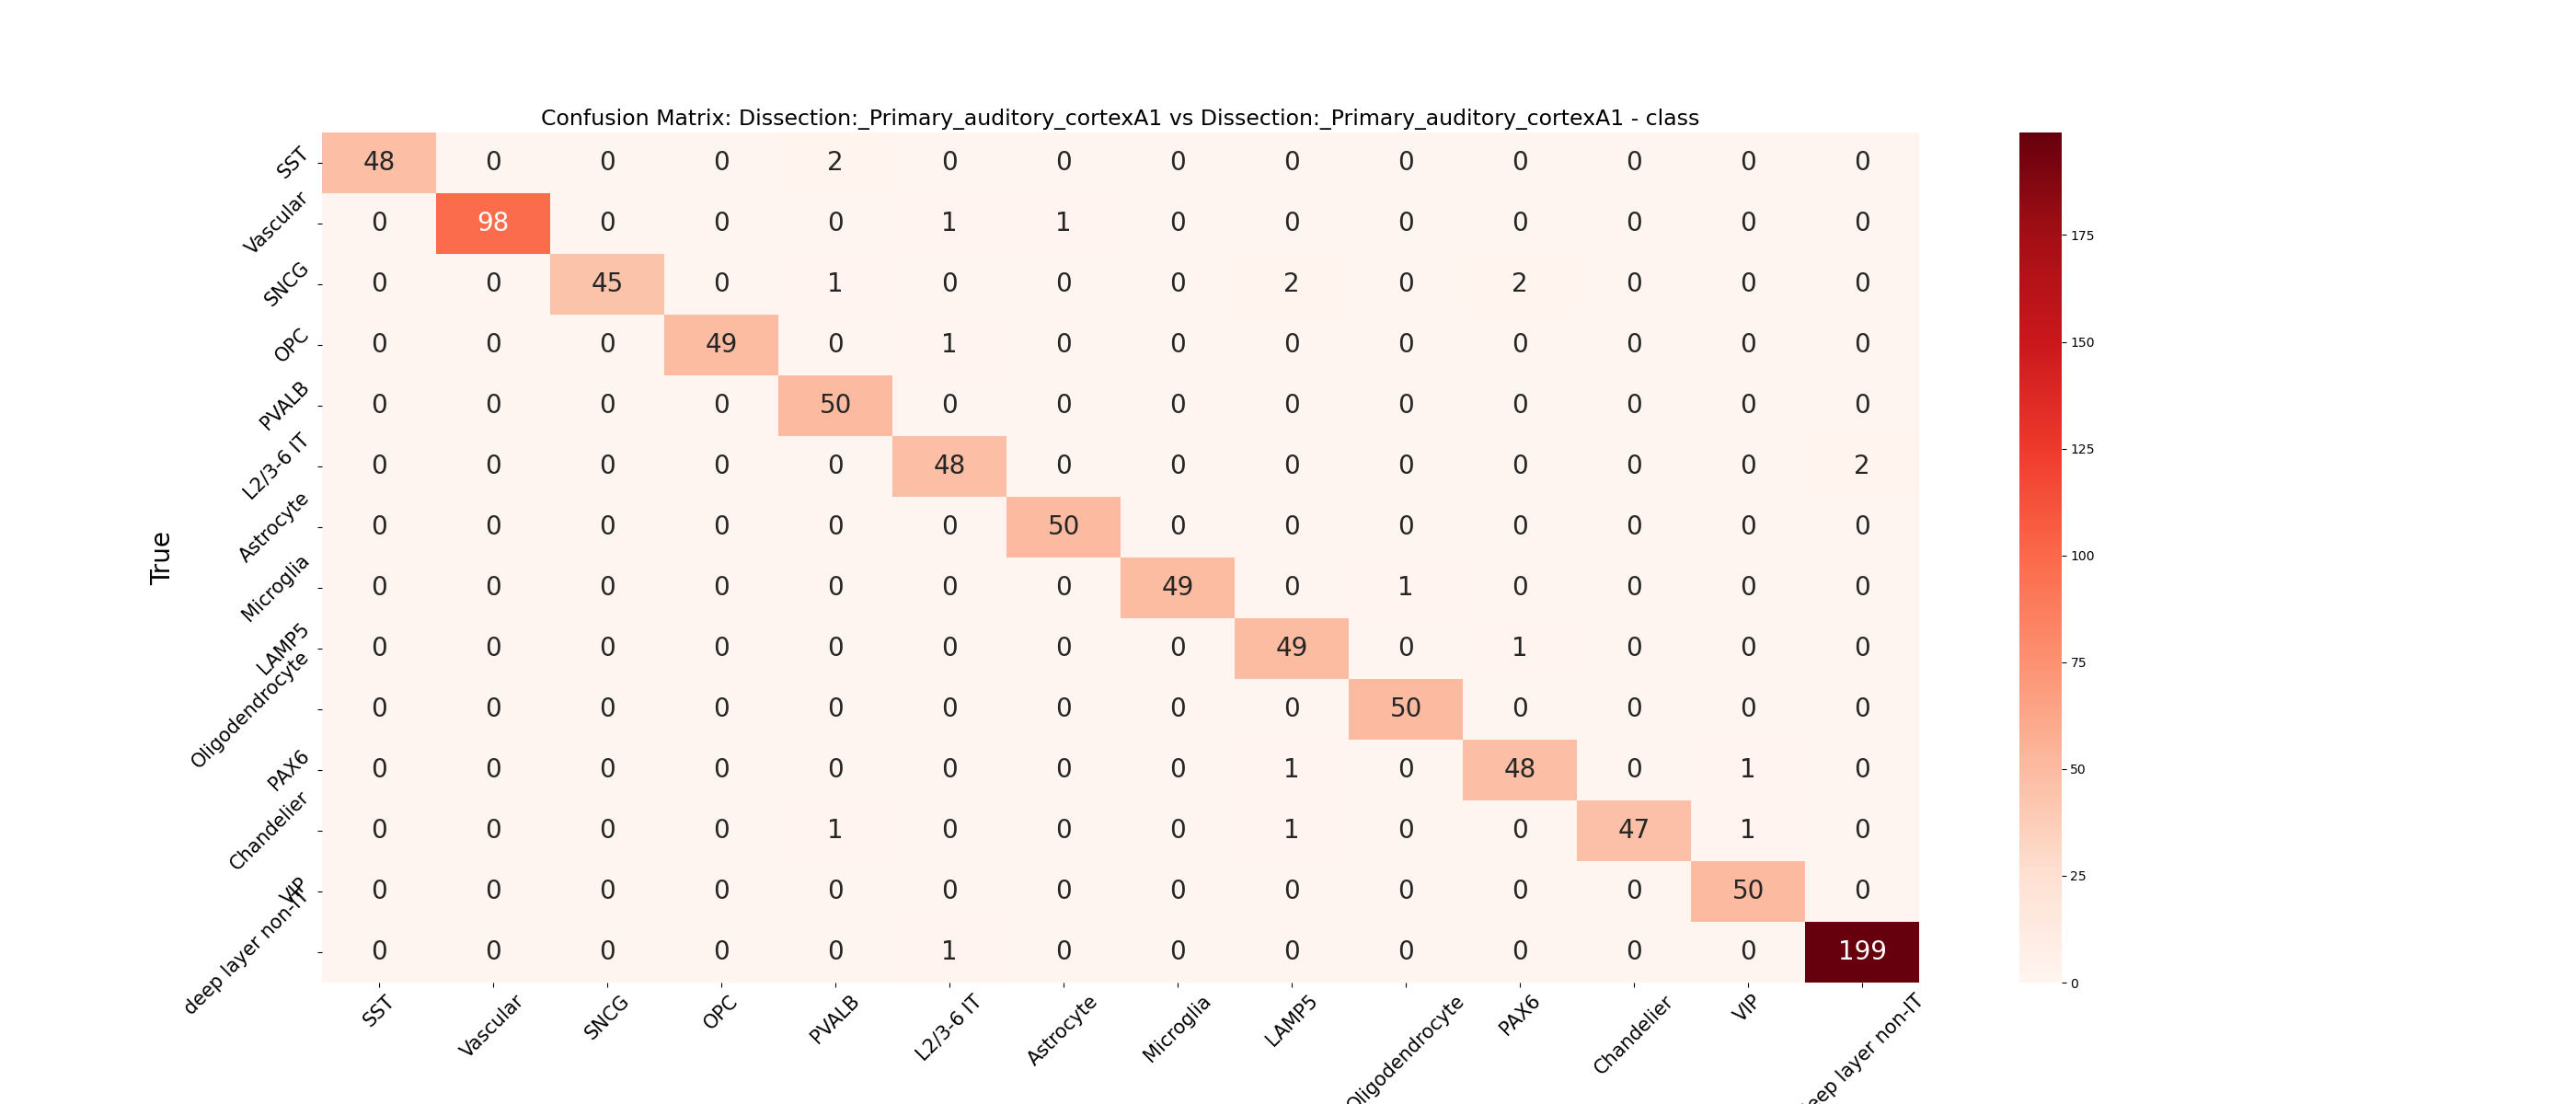 Confusion Matrix: Dissection:_Primary_auditory_cortexA1 vs Dissection:_Primary_auditory_cortexA1 - class
True
SST 48 0 0 0 2 0 0 0 0 0 0 0 0 0
Vascular 0 98 0 0 0 1 1 0 0 0 0 0 0 0
SNCG 0 0 45 0 1 0 0 0 2 0 2 0 0 0
OPC 0 0 0 49 0 1 0 0 0 0 0 0 0 0
PVALB 0 0 0 0 50 0 0 0 0 0 0 0 0 0
L2/3-6 IT 0 0 0 0 0 48 0 0 0 0 0 0 0 2
Astrocyte 0 0 0 0 0 0 50 0 0 0 0 0 0 0
Microglia 0 0 0 0 0 0 0 49 0 1 0 0 0 0
LAMP5 0 0 0 0 0 0 0 0 49 0 1 0 0 0
Oligodendrocyte 0 0 0 0 0 0 0 0 0 50 0 0 0 0
PAX6 0 0 0 0 0 0 0 0 1 0 48 0 1 0
Chandelier 0 0 0 0 1 0 0 0 1 0 0 47 1 0
VIP 0 0 0 0 0 0 0 0 0 0 0 0 50 0
deep layer non-IT 0 0 0 0 0 1 0 0 0 0 0 0 0 199
SST Vascular SNCG OPC PVALB L2/3-6 IT Astrocyte Microglia LAMP5 Oligodendrocyte PAX6 Chandelier VIP eep layer non-IT
175
150
125
100
75
50
25
0